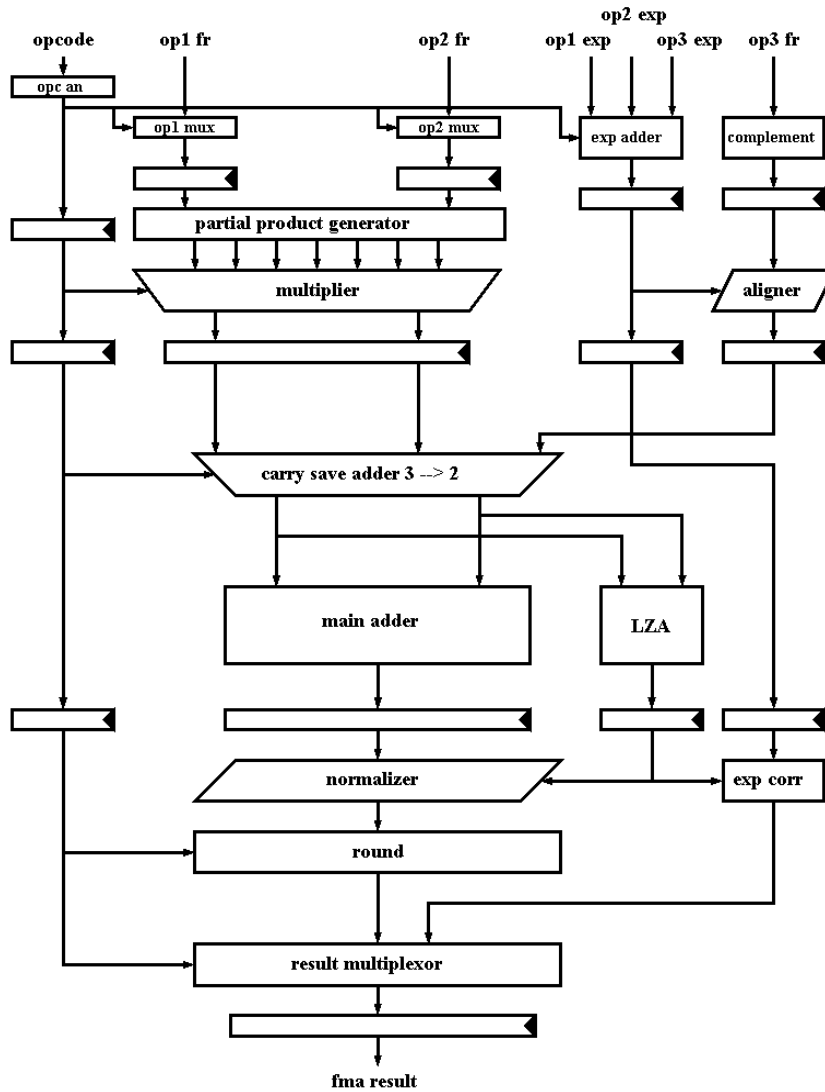 op2 exp
opcode
op1 fr
op2 fr
op1 exp
op3 exp
op3 fr
opc an
op1 mux
op2 mux
exp adder
complement
partial product generator
multiplier
aligner
carry save adder 3 --> 2
main adder
LZA
normalizer
exp corr
round
result multiplexor
fma result